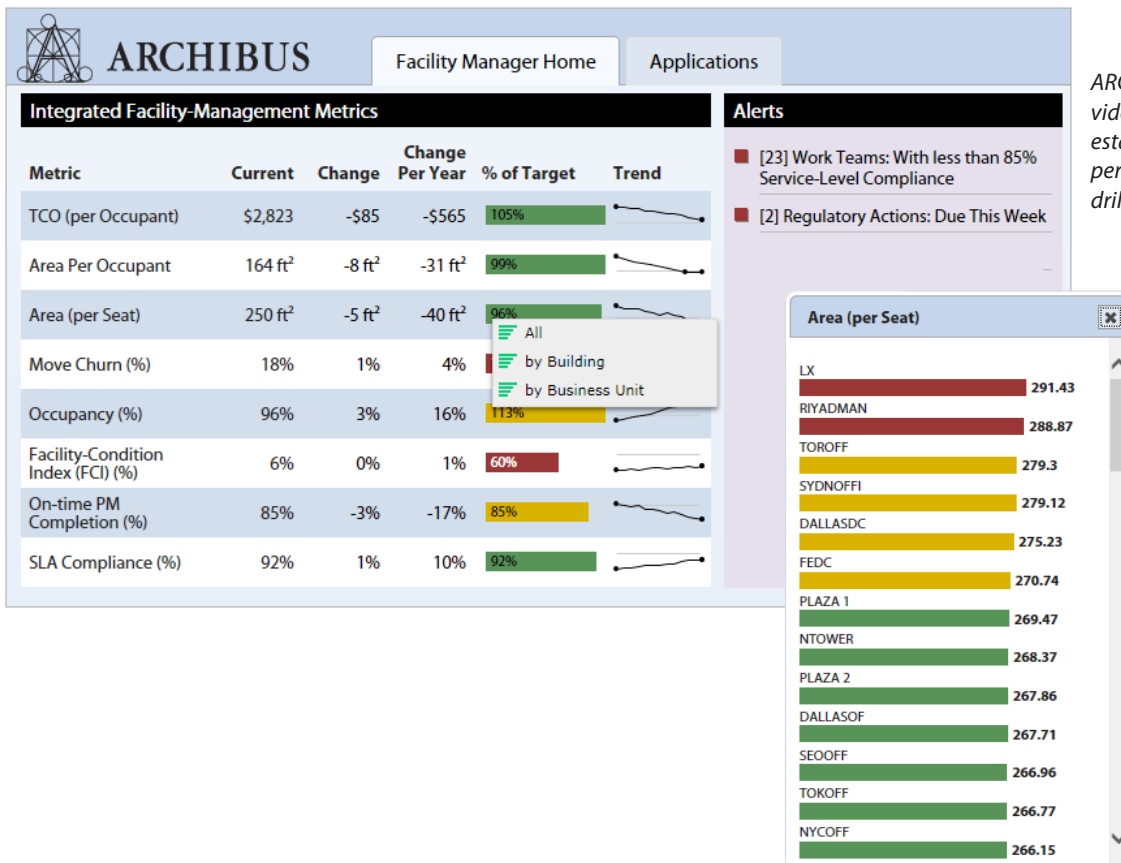 ARCHIBUS
Facility Manager Home
Applications
Integrated Facility-Management Metrics
Metric Current Change Change Per Year % of Target Trend
TCO (per Occupant) $2,823 -$85 -$565 105%
Area Per Occupant 164 ft² -8 ft² -31 ft² 99%
Area (per Seat) 250 ft² -5 ft² -40 ft² 96%
Move Churn (%) 18% 1% 4%
Occupancy (%) 96% 3% 16% 113%
Facility-Condition
Index (FCI) (%) 6% 0% 1% 60%
On-time PM
Completion (%) 85% -3% -17% 85%
SLA Compliance (%) 92% 1% 10% 92%
All
by Building
by Business Unit
Alerts
[23] Work Teams: With less than 85%
Service-Level Compliance
[2] Regulatory Actions: Due This Week
Area (per Seat)
LX
291.43
RIYADMAN
288.87
TOROFF
279.3
SYDNOFFI
279.12
DALLASDC
275.23
FEDC
270.74
PLAZA 1
269.47
NTOWER
268.37
PLAZA 2
267.86
DALLASOF
267.71
SEOOFF
266.96
TOKOFF
266.77
NYCOFF
266.15